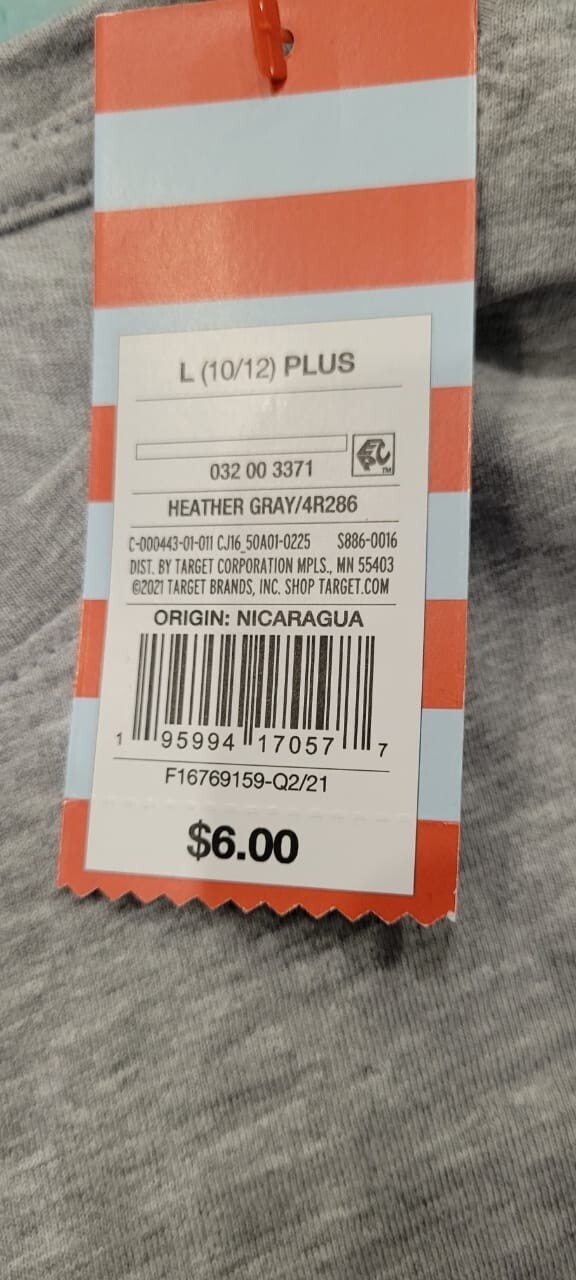 L (10/12) PLUS
EPC TM
032 00 3371
HEATHER GRAY/4R286
C-000443-01-011 CJ16_50A01-0225 S886-0016
DIST. BY TARGET CORPORATION MPLS., MN 55403
©2021 TARGET BRANDS, INC. SHOP TARGET.COM
ORIGIN: NICARAGUA
1 95994 17057 7
F16769159-Q2/21
$6.00